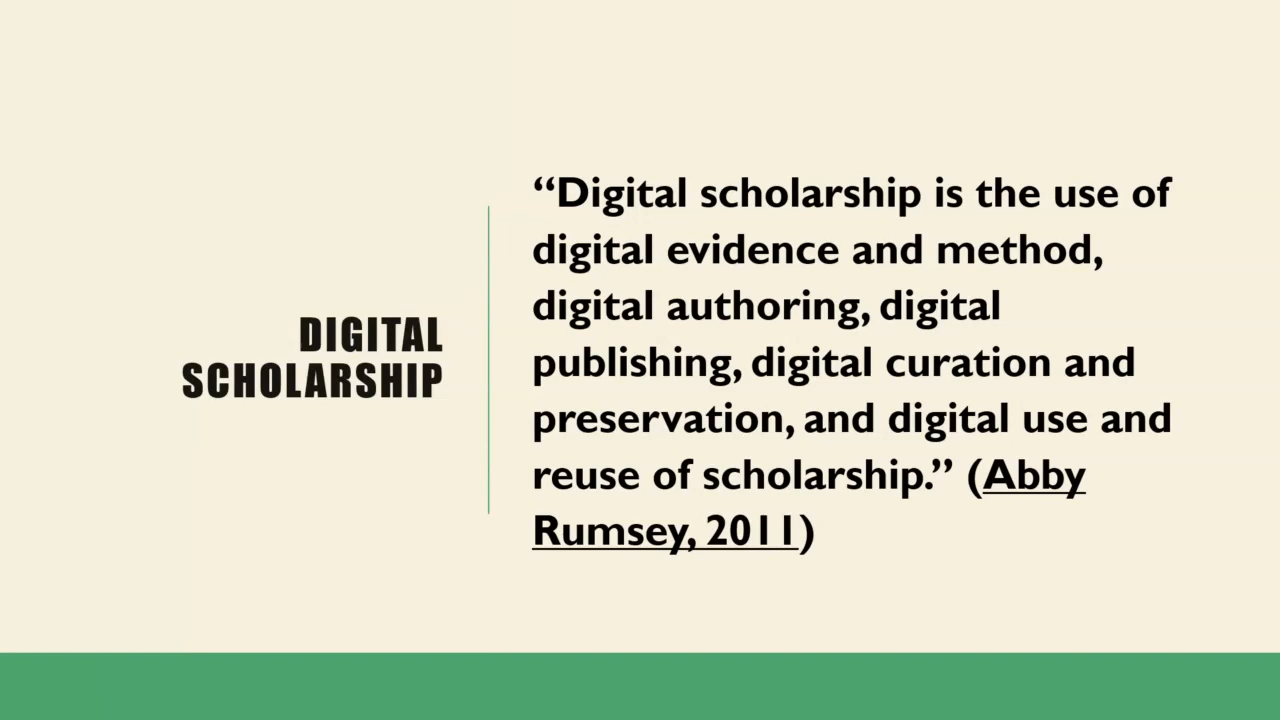 DIGITAL
SCHOLARSHIP
“Digital scholarship is the use of
digital evidence and method,
digital authoring, digital
publishing, digital curation and
preservation, and digital use and
reuse of scholarship.” (Abby
Rumsey, 2011)